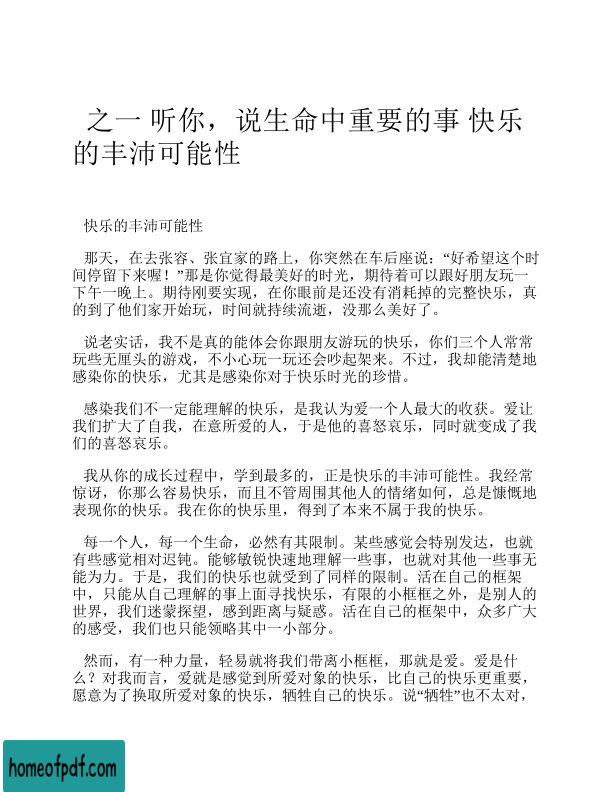 之一 听你，说生命中重要的事 快乐
的丰沛可能性
快乐的丰沛可能性
那天，在去张容、张宜家的路上，你突然在车后座说：“好希望这个时
间停留下来喔！”那是你觉得最美好的时光，期待着可以跟好朋友玩一
下午一晚上。期待刚要实现，在你眼前是还没有消耗掉的完整快乐，真
的到了他们家开始玩，时间就持续流逝，没那么美好了。
说老实话，我不是真的能体会你跟朋友游玩的快乐，你们三个人常常
玩些无厘头的游戏，不小心玩一玩还会吵起架来。不过，我却能清楚地
感染你的快乐，尤其是感染你对于快乐时光的珍惜。
感染我们不一定能理解的快乐，是我认为爱一个人最大的收获。爱让
我们扩大了自我，在意所爱的人，于是他的喜怒哀乐，同时就变成了我
们的喜怒哀乐。
我从你的成长过程中，学到最多的，正是快乐的丰沛可能性。我经常
惊讶，你那么容易快乐，而且不管周围其他人的情绪如何，总是慷慨地
表现你的快乐。我在你的快乐里，得到了本来不属于我的快乐。
每一个人，每一个生命，必然有其限制。某些感觉会特别发达，也就
有些感觉相对迟钝。能够敏锐快速地理解一些事，也就对其他一些事无
能为力。于是，我们的快乐也就受到了同样的限制。活在自己的框架
中，只能从自己理解的事上面寻找快乐，有限的小框框之外，是别人的
世界，我们迷蒙探望，感到距离与疑惑。活在自己的框架中，众多广大
的感受，我们也只能领略其中一小部分。
然而，有一种力量，轻易就将我们带离小框框，那就是爱。爱是什
么？对我而言，爱就是感觉到所爱对象的快乐，比自己的快乐更重要，
愿意为了换取所爱对象的快乐，牺牲自己的快乐。说“牺牲”也不太对，
homeofpdf.com